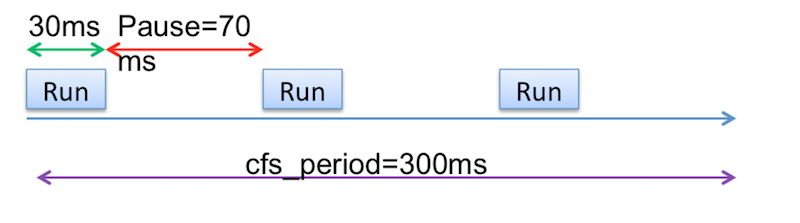 30ms
Pause=70
ms
Run
Run
Run
cfs_period=300ms